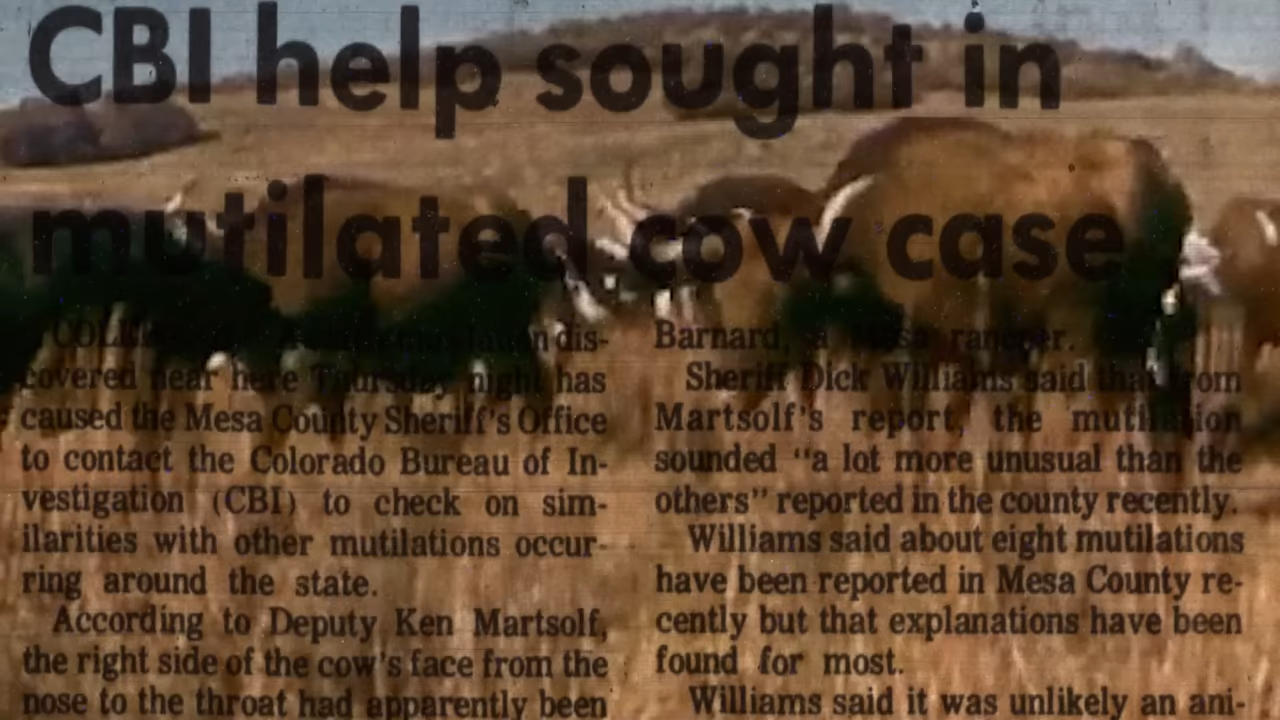 CBI help sought in
mutilated cow case
dis-
covered near here Thursday night has
caused the Mesa County Sheriff's Office
to contact the Colorado Bureau of In-
vestigation (CBI) to check on sim-
ilarities with other mutilations occur-
ring around the state.
According to Deputy Ken Martsolf,
the right side of the cow's face from the
nose to the throat had apparently been
Barnard, a Mesa rancher.
Sheriff Dick Williams said that from
Martsolf's report, the mutilation
sounded "a lot more unusual than the
others" reported in the county recently.
Williams said about eight mutilations
have been reported in Mesa County re-
cently but that explanations have been
found for most.
Williams said it was unlikely an ani-